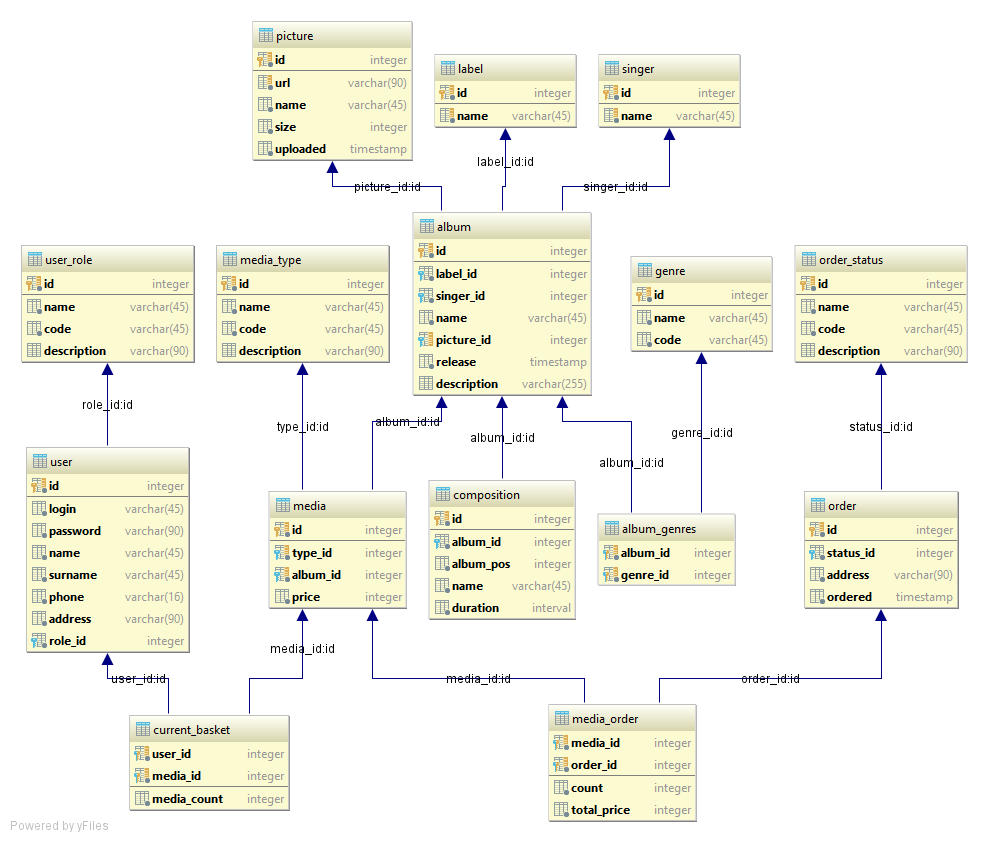 picture
id integer
url varchar(90)
name varchar(45)
size integer
uploaded timestamp
label
id integer
name varchar(45)
singer
id integer
name varchar(45)
picture_id:id
label_id:id
singer_id:id
album
id integer
label_id integer
singer_id integer
name varchar(45)
picture_id integer
release timestamp
description varchar(255)
user_role
id integer
name varchar(45)
code varchar(45)
description varchar(90)
media_type
id integer
name varchar(45)
code varchar(45)
description varchar(90)
genre
id integer
name varchar(45)
code varchar(45)
order_status
id integer
name varchar(45)
code varchar(45)
description varchar(90)
role_id:id
type_id:id
album_id:id
album_id:id
album_id:id
genre_id:id
status_id:id
user
id integer
login varchar(45)
password varchar(90)
name varchar(45)
surname varchar(45)
phone varchar(16)
address varchar(90)
role_id integer
media
id integer
type_id integer
album_id integer
price integer
composition
id integer
album_id integer
album_pos integer
name varchar(45)
duration interval
album_genres
album_id integer
genre_id integer
order
id integer
status_id integer
address varchar(90)
ordered timestamp
user_id:id
media_id:id
media_id:id
order_id:id
current_basket
user_id integer
media_id integer
media_count integer
media_order
media_id integer
order_id integer
count integer
total_price integer
Powered by yFiles